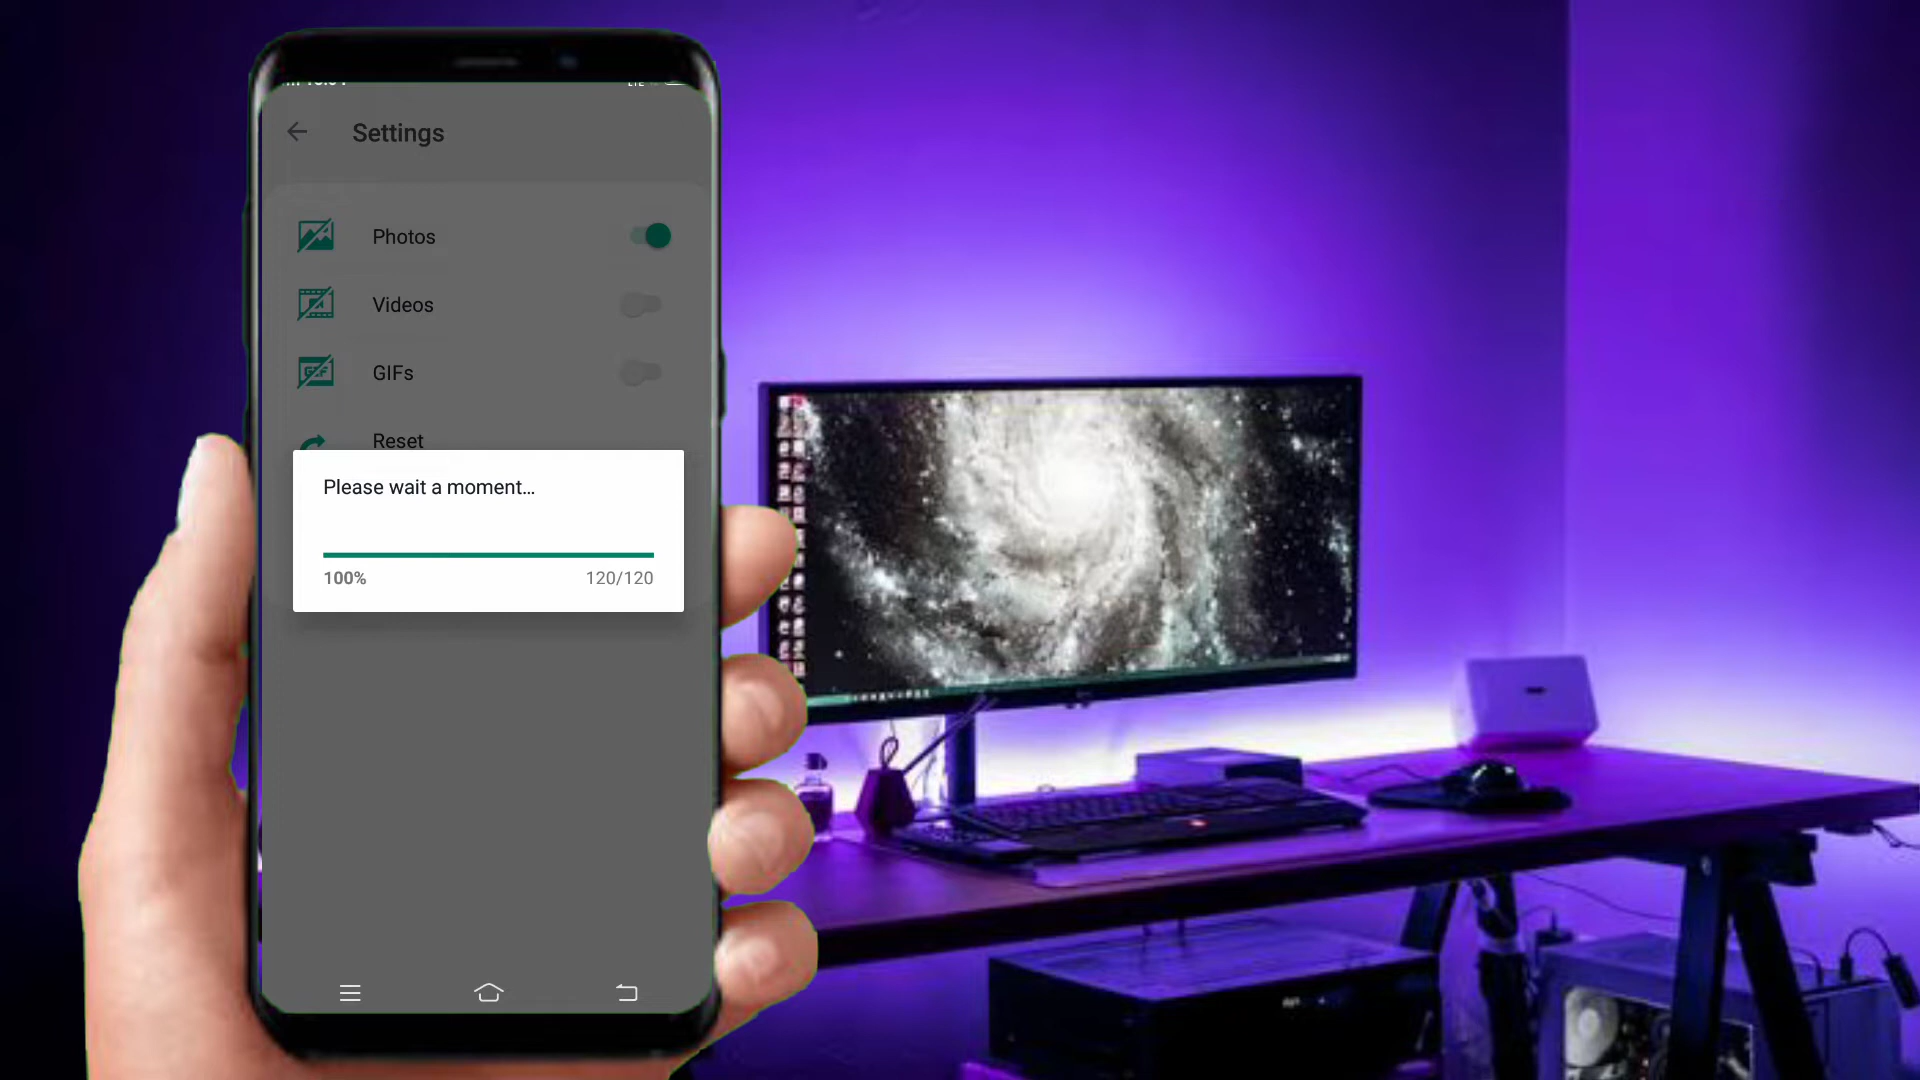 Settings
Photos
Videos
GIFs
Reset
Please wait a moment...
100%
120/120